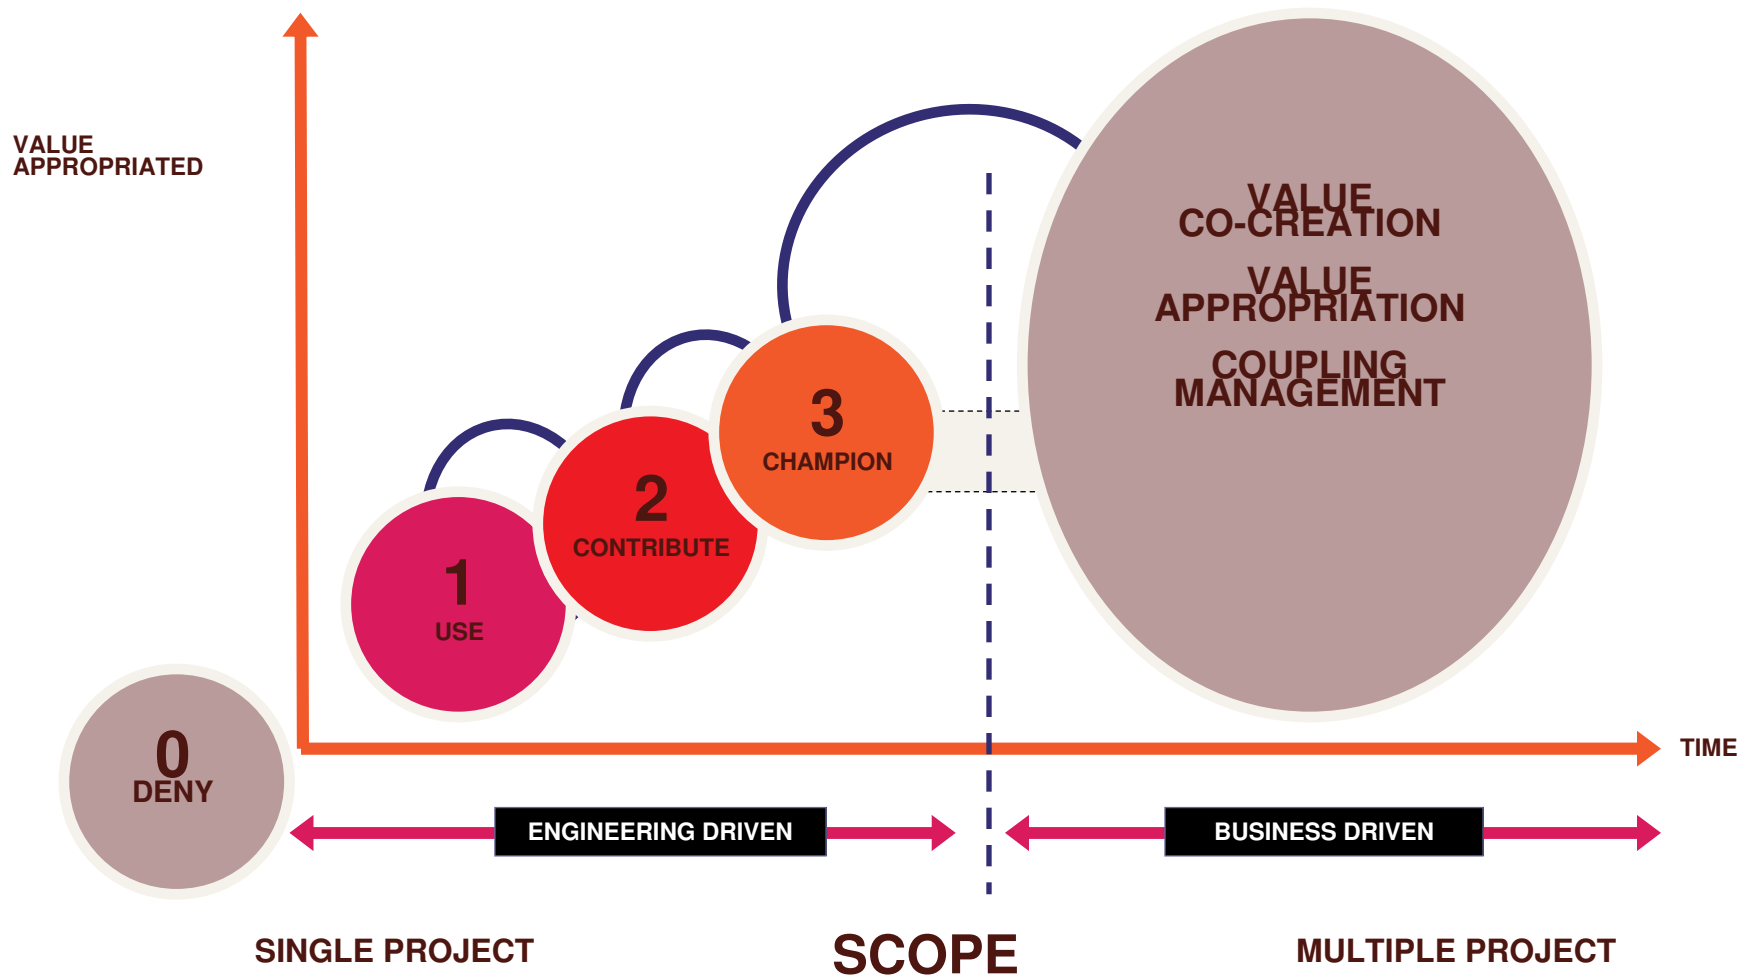 VALUE
APPROPRIATED
VALUE
CO-CREATION
VALUE
APPROPRIATION
COUPLING
MANAGEMENT
3
CHAMPION
2
CONTRIBUTE
1
USE
0
DENY
TIME
ENGINEERING DRIVEN
BUSINESS DRIVEN
SINGLE PROJECT
SCOPE
MULTIPLE PROJECT